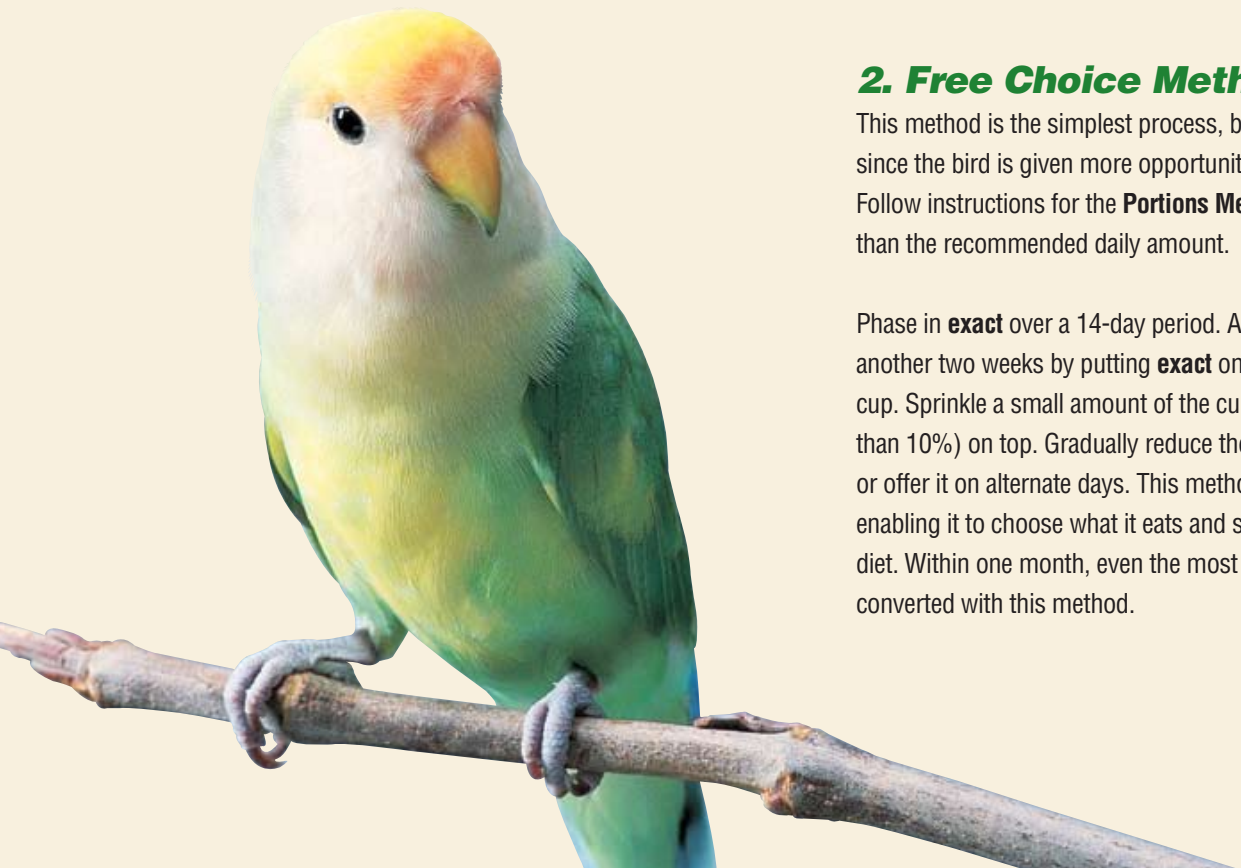 2. Free Choice Meth
This method is the simplest process, b
since the bird is given more opportunit
Follow instructions for the Portions Me
than the recommended daily amount.
Phase in exact over a 14-day period. A
another two weeks by putting exact on
cup. Sprinkle a small amount of the cu
than 10%) on top. Gradually reduce the
or offer it on alternate days. This metho
enabling it to choose what it eats and s
diet. Within one month, even the most
converted with this method.